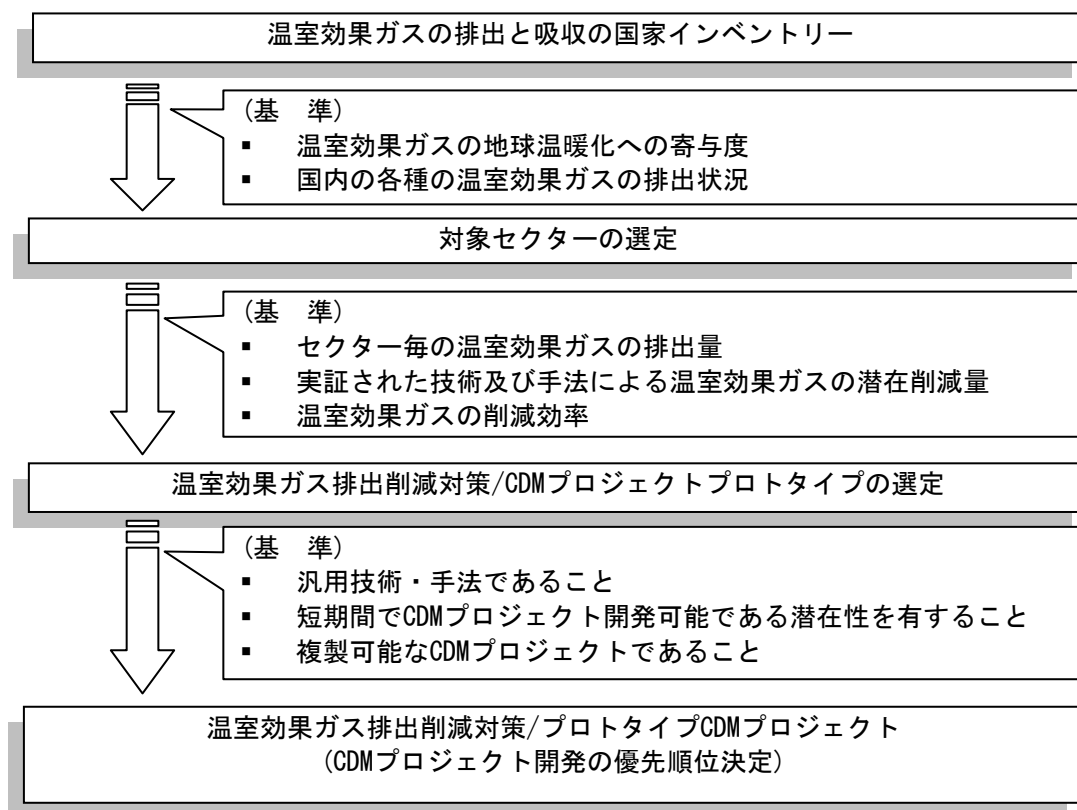 温室効果ガスの排出と吸収の国家インベントリー
(基　準)
▪ 温室効果ガスの地球温暖化への寄与度
▪ 国内の各種の温室効果ガスの排出状況
対象セクターの選定
(基　準)
▪ セクター毎の温室効果ガスの排出量
▪ 実証された技術及び手法による温室効果ガスの潜在削減量
▪ 温室効果ガスの削減効率
温室効果ガス排出削減対策/CDMプロジェクトプロトタイプの選定
(基　準)
▪ 汎用技術・手法であること
▪ 短期間でCDMプロジェクト開発可能である潜在性を有すること
▪ 複製可能なCDMプロジェクトであること
温室効果ガス排出削減対策/プロトタイプCDMプロジェクト
(CDMプロジェクト開発の優先順位決定)